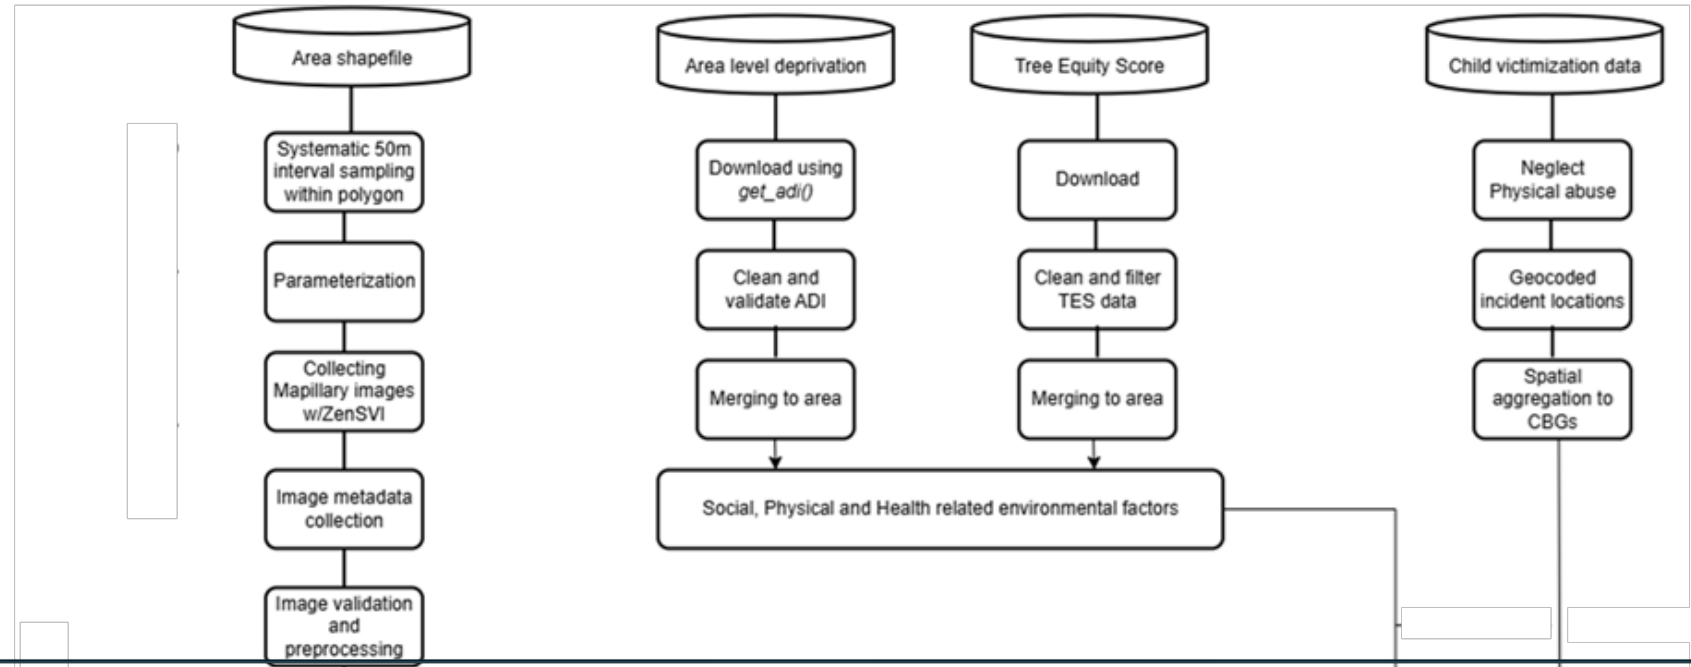 Area shapefile
Systematic 50m
interval sampling
within polygon
Parameterization
Collecting
Mapillary images
w/ZenSVI
Image metadata
collection
Image validation
and
preprocessing
Area level deprivation
Download using
get_adi()
Clean and
validate ADI
Merging to area
Tree Equity Score
Download
Clean and filter
TES data
Merging to area
Social, Physical and Health related environmental factors
Child victimization data
Neglect
Physical abuse
Geocoded
incident locations
Spatial
aggregation to
CBGs